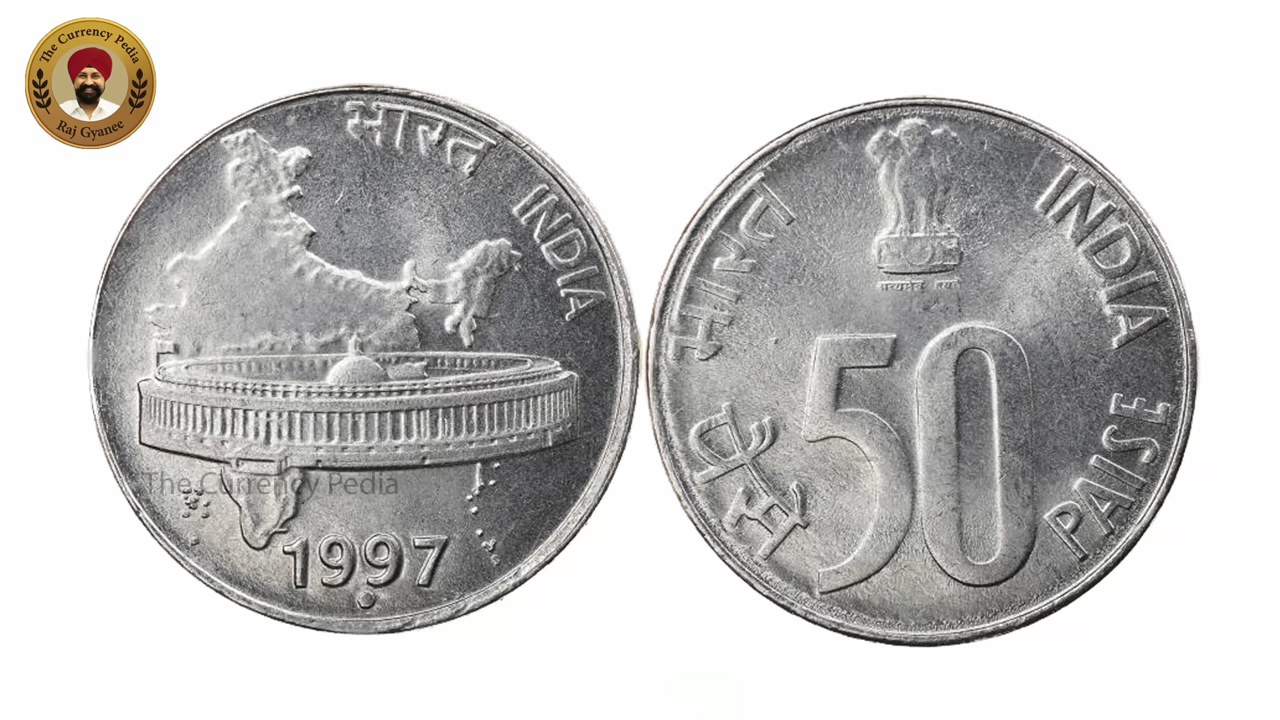 The Currency Pedia
Raj Gyanee
भारत INDIA
The Currency Pedia
1997
भारत
INDIA
सत्यमेव जयते
50
पैसे
PAISE